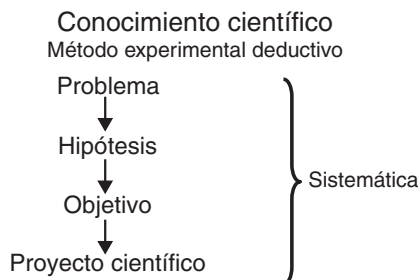 Conocimiento científico
Método experimental deductivo
Problema
Hipótesis
Objetivo
Proyecto científico
Sistemática